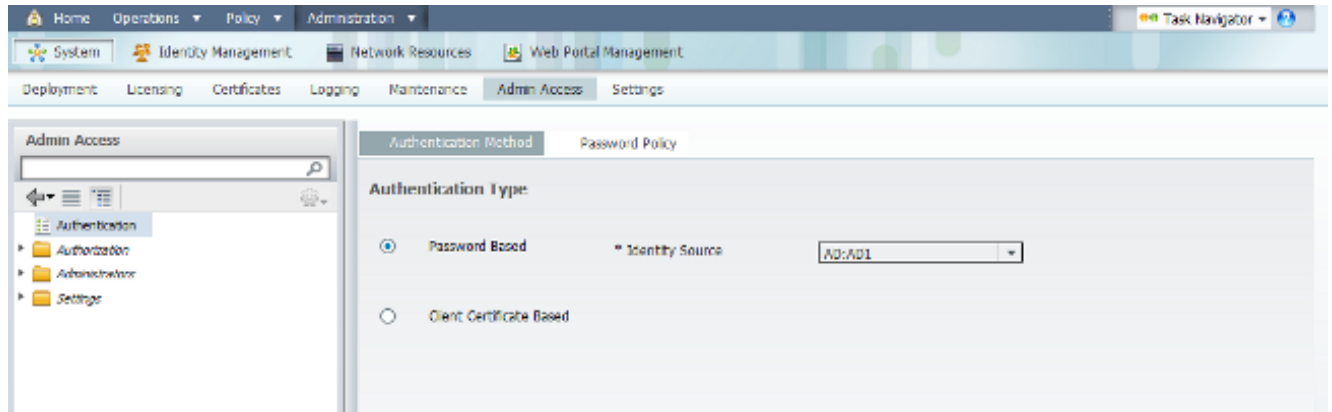 Home Operations Policy Administration Task Navigator
System Identity Management Network Resources Web Portal Management
Deployment Licensing Certificates Logging Maintenance Admin Access Settings
Admin Access
Authentication Method Password Policy
Authentication Type
Authentication
Authorization
Administrators
Settings
Password Based * Identity Source AD:AD1
Client Certificate Based